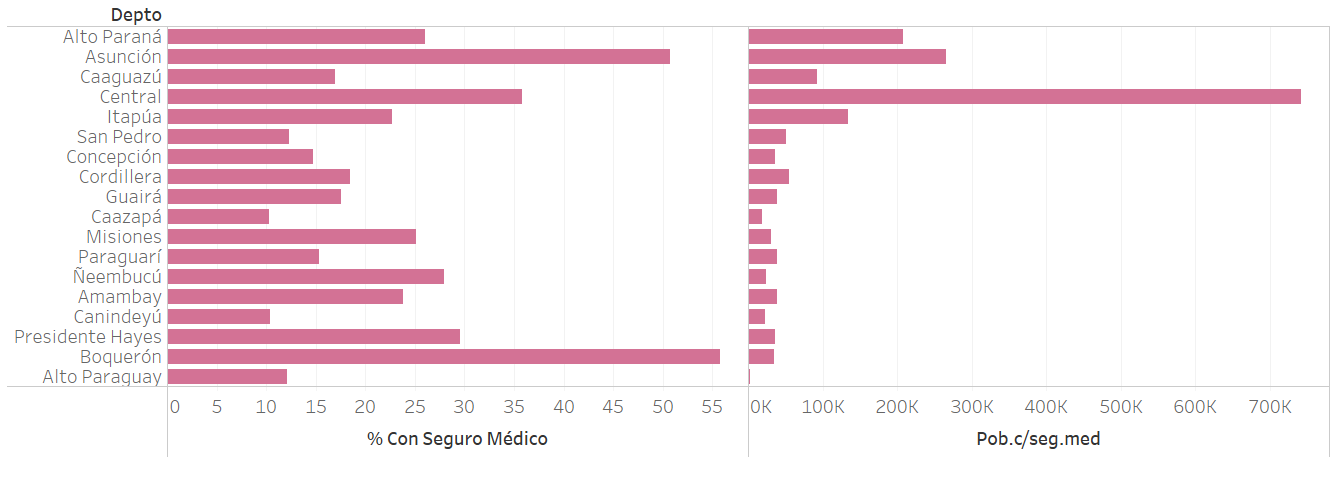 Depto
Alto Paraná
Asunción
Caaguazú
Central
Itapúa
San Pedro
Concepción
Cordillera
Guairá
Caazapá
Misiones
Paraguarí
Ñeembucú
Amambay
Canindeyú
Presidente Hayes
Boquerón
Alto Paraguay
0 5 10 15 20 25 30 35 40 45 50 55 0K 100K 200K 300K 400K 500K 600K 700K
% Con Seguro Médico Pob.c/seg.med